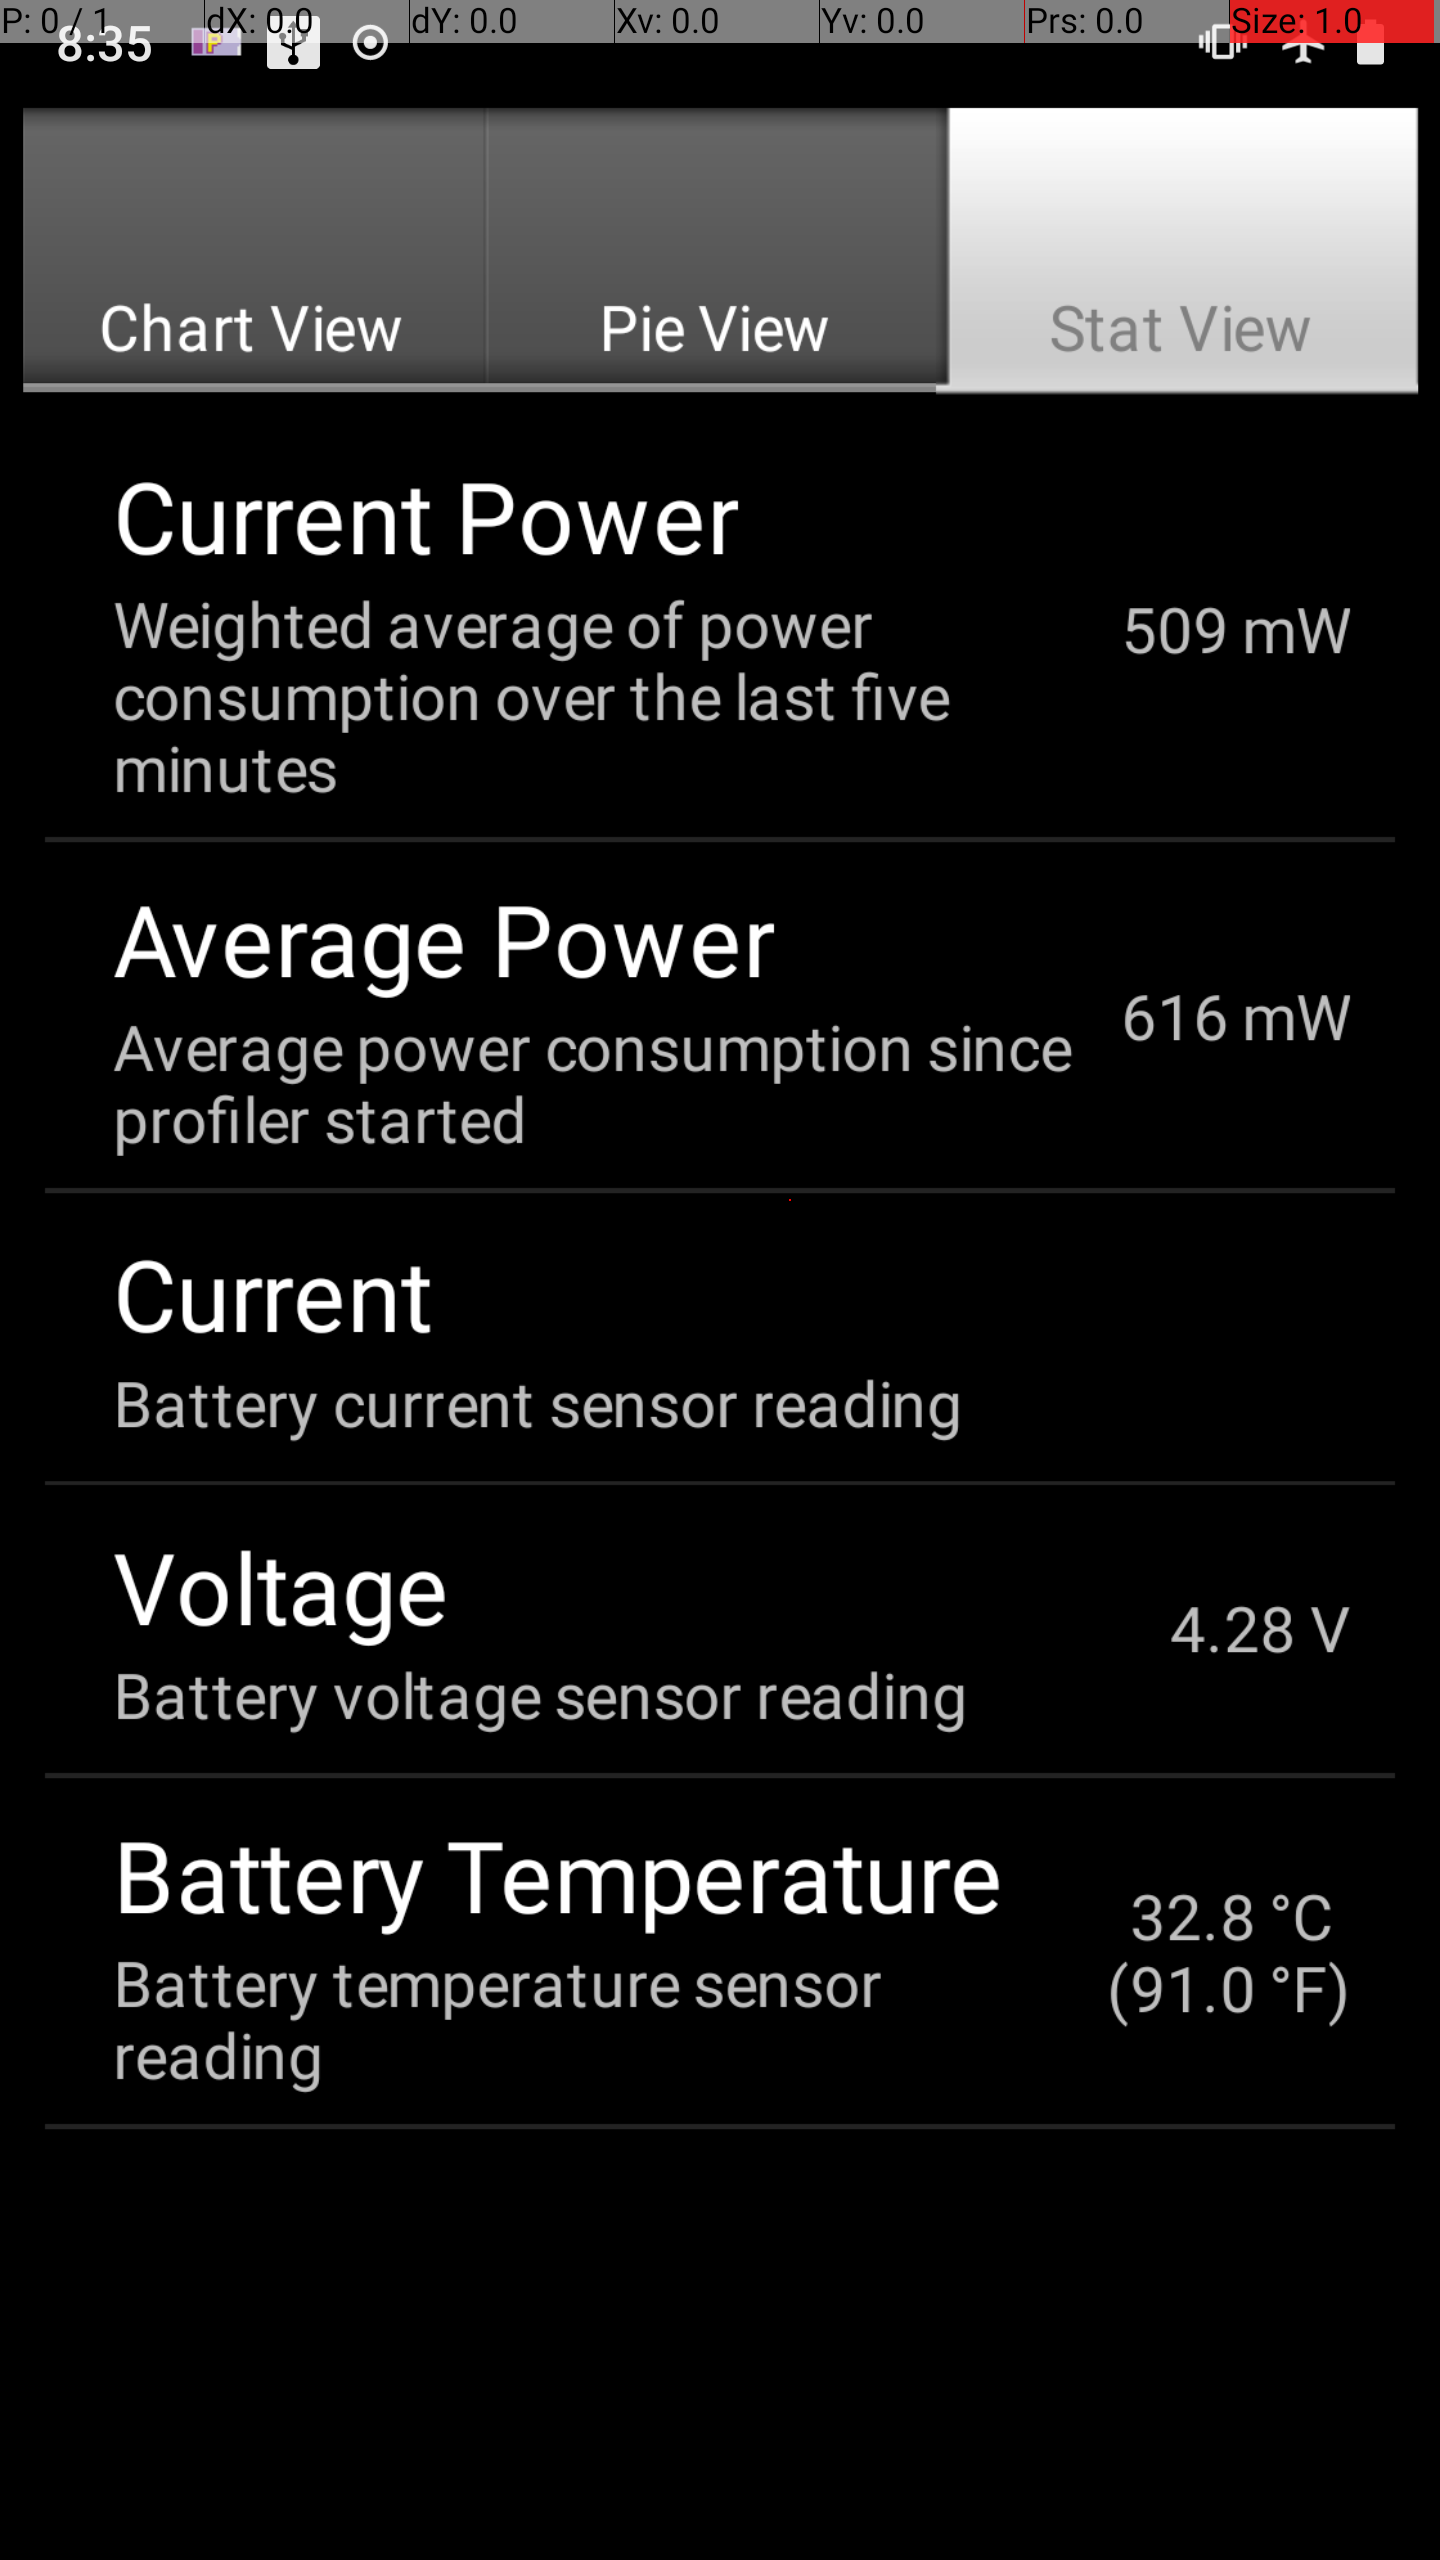 P: 0 / 1 dX: 0.0 dY: 0.0 Xv: 0.0 Yv: 0.0 Prs: 0.0 Size: 1.0
8:35 P
Chart View Pie View Stat View
Current Power
Weighted average of power
consumption over the last five
minutes
509 mW
Average Power
Average power consumption since
profiler started
616 mW
Current
Battery current sensor reading
Voltage
Battery voltage sensor reading
4.28 V
Battery Temperature
Battery temperature sensor
reading
32.8 °C
(91.0 °F)